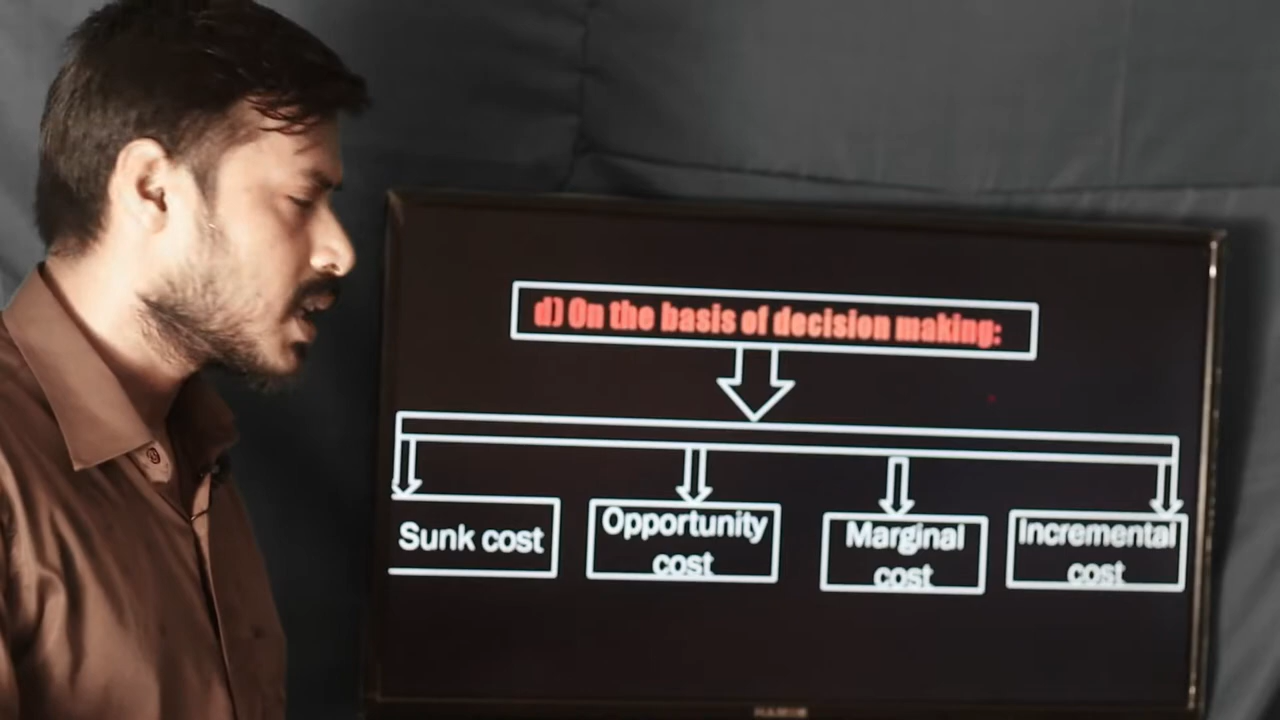 d) On the basis of decision making:
Sunk cost
Opportunity
cost
Marginal
cost
Incremental
cost